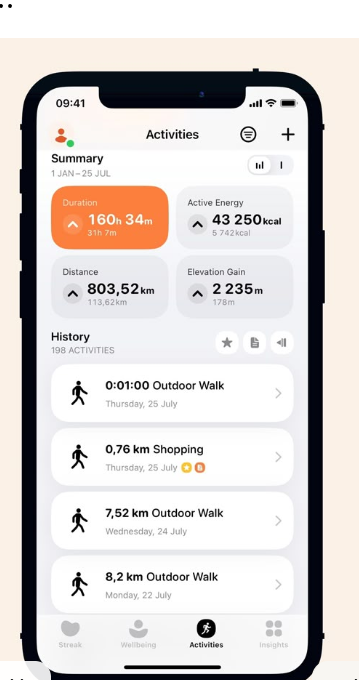 09:41
Activities
Summary
1 JAN – 25 JUL
Duration
160h 34m
31h 7m
Active Energy
43 250kcal
5 742kcal
Distance
803,52km
113,62km
Elevation Gain
2 235m
178m
History
198 ACTIVITIES
0:01:00 Outdoor Walk
Thursday, 25 July
0,76 km Shopping
Thursday, 25 July
7,52 km Outdoor Walk
Wednesday, 24 July
8,2 km Outdoor Walk
Monday, 22 July
Streak Wellbeing Activities Insights